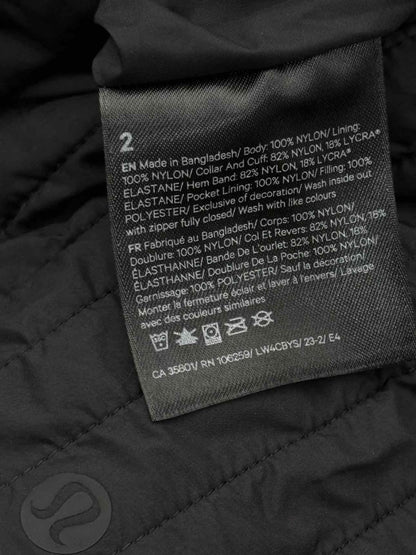 2
EN Made in Bangladesh/ Body: 100% NYLON/ Lining:
100% NYLON/ Collar And Cuff: 82% NYLON, 18% LYCRA®
ELASTANE/ Hem Band: 82% NYLON, 18% LYCRA®
ELASTANE/ Pocket Lining: 100% NYLON/ Filling: 100%
POLYESTER/ Exclusive of decoration/ Wash inside out
with zipper fully closed/ Wash with like colours
FR Fabriqué au Bangladesh/ Corps: 100% NYLON/
Doublure: 100% NYLON/ Col Et Revers: 82% NYLON, 18%
ÉLASTHANNE/ Bande De L'ourlet: 82% NYLON, 18%
ÉLASTHANNE/ Doublure De La Poche: 100% NYLON/
Garnissage: 100% POLYESTER/ Sauf la décoration/
Monter la fermeture éclair et laver à l'envers/ Lavage
avec des couleurs similaires
CA 35801/ RN 106259/ LW4CBYS/ 23-2/ E4